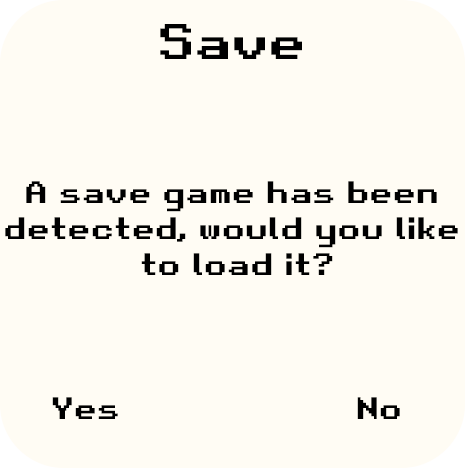 Save
A save game has been
detected, would you like
to load it?
Yes
No